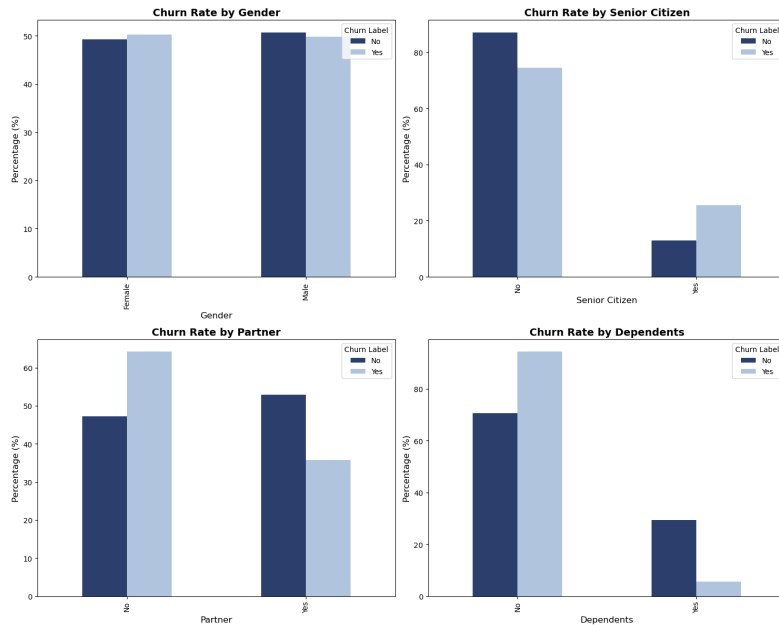 Churn Rate by Gender
Churn Label
No
Yes
50
40
30
20
10
0
Percentage (%)
Female
Male
Gender
Churn Rate by Senior Citizen
Churn Label
No
Yes
80
60
40
20
0
Percentage (%)
No
Yes
Senior Citizen
Churn Rate by Partner
Churn Label
No
Yes
60
50
40
30
20
10
0
Percentage (%)
No
Yes
Partner
Churn Rate by Dependents
Churn Label
No
Yes
80
60
40
20
0
Percentage (%)
No
Yes
Dependents